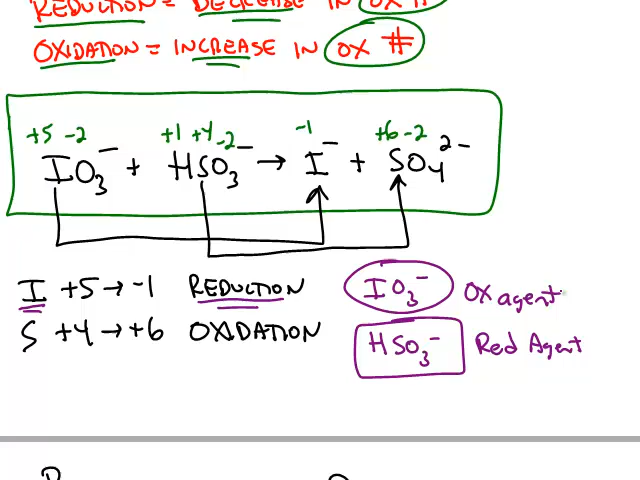 REDUCTION = DECREASE IN OX #
OXIDATION = INCREASE IN OX #
+5 -2 +1 +4 -2 -1 +6 -2
IO₃⁻ + HSO₃⁻ → I⁻ + SO₄²⁻
I +5 → -1 REDUCTION IO₃⁻ OX agent
S +4 → +6 OXIDATION HSO₃⁻ Red Agent